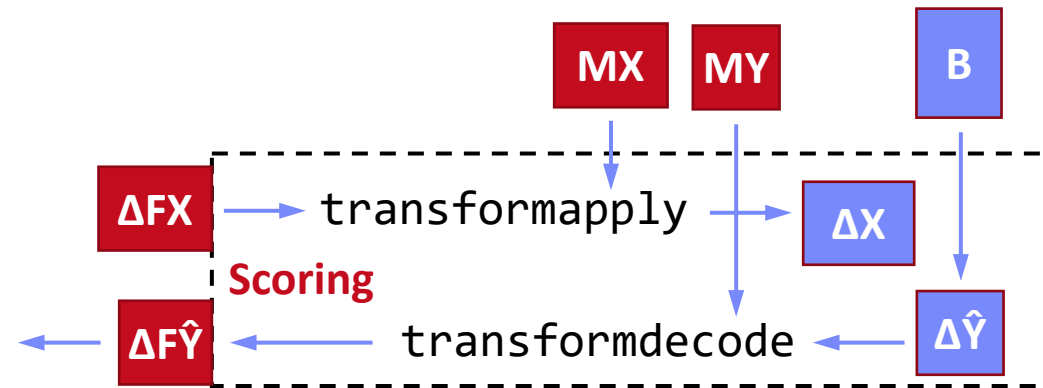 MX MY B
ΔFX transformapply ΔX
Scoring
ΔFŶ transformdecode ΔŶ